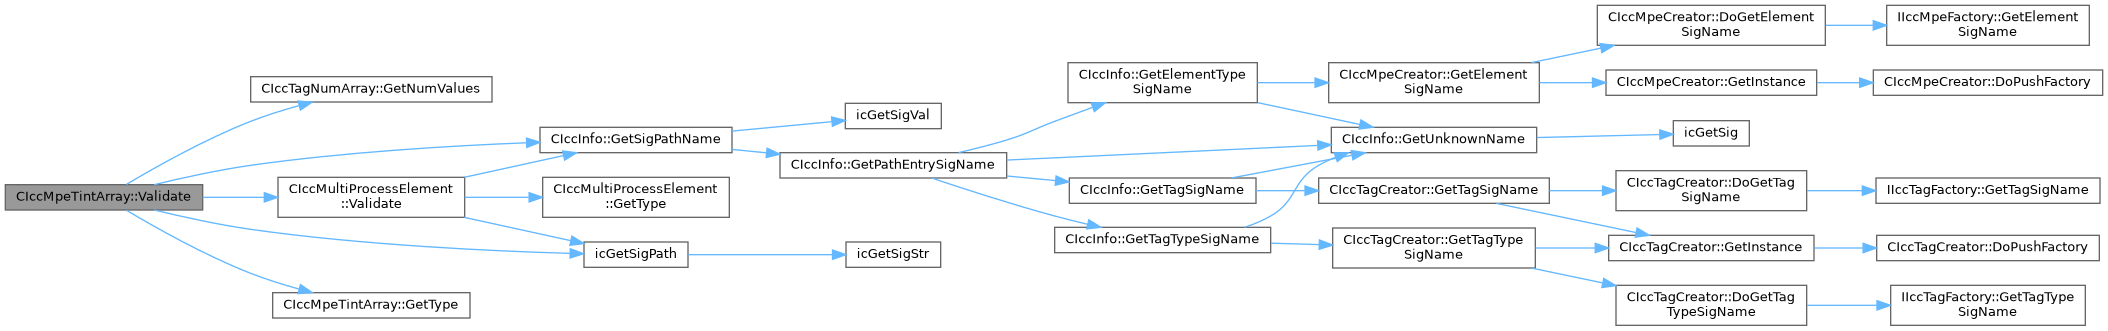 CIccMpeTintArray::Validate
CIccTagNumArray::GetNumValues
CIccMultiProcessElement
::Validate
CIccMpeTintArray::GetType
CIccInfo::GetSigPathName
CIccMultiProcessElement
::GetType
icGetSigPath
CIccInfo::GetPathEntrySigName
icGetSigVal
icGetSigStr
CIccInfo::GetElementType
SigName
CIccInfo::GetTagSigName
CIccInfo::GetTagTypeSigName
CIccMpeCreator::GetElement
SigName
CIccInfo::GetUnknownName
CIccTagCreator::GetTagSigName
CIccTagCreator::GetTagType
SigName
CIccMpeCreator::DoGetElement
SigName
CIccMpeCreator::GetInstance
icGetSig
CIccTagCreator::DoGetTag
SigName
CIccTagCreator::GetInstance
CIccTagCreator::DoGetTag
TypeSigName
IIccMpeFactory::GetElement
SigName
CIccMpeCreator::DoPushFactory
IIccTagFactory::GetTagSigName
CIccTagCreator::DoPushFactory
IIccTagFactory::GetTagType
SigName